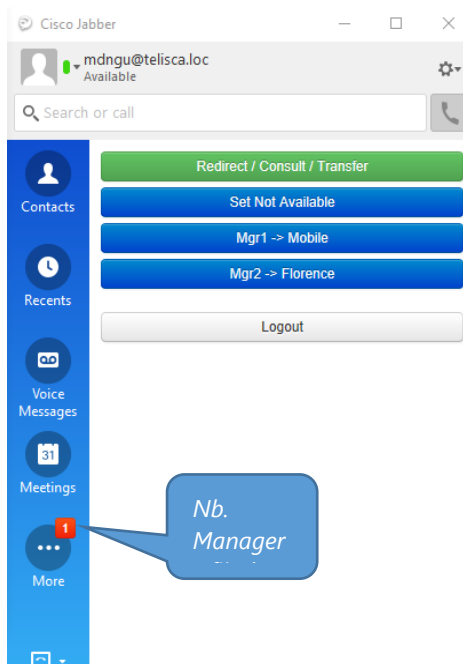 Cisco Jabber
mdngu@telisca.loc
Available
Search or call
Contacts
Recents
Voice
Messages
31
Meetings
1
More
Redirect / Consult / Transfer
Set Not Available
Mgr1 -> Mobile
Mgr2 -> Florence
Logout
Nb.
Manager